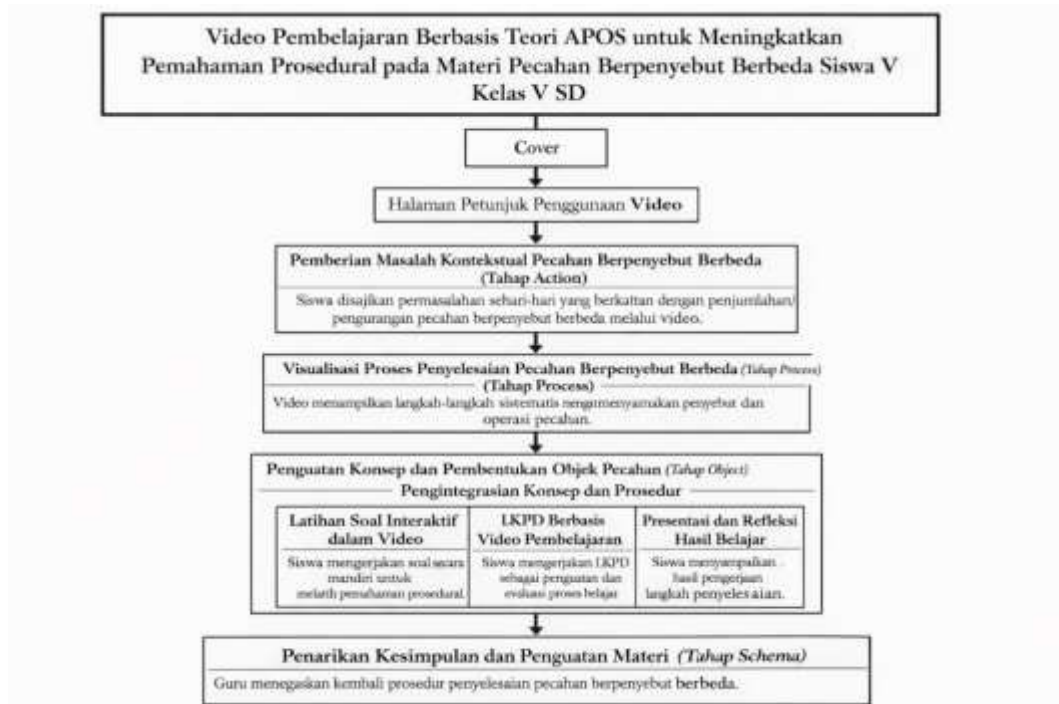 Video Pembelajaran Berbasis Teori APOS untuk Meningkatkan
Pemahaman Prosedural pada Materi Pecahan Berpenyebut Berbeda Siswa V
Kelas V SD
Cover
Halaman Petunjuk Penggunaan Video
Pemberian Masalah Kontekstual Pecahan Berpenyebut Berbeda
(Tahap Action)
Siswa disajikan permasalahan sehari-hari yang berkattan dengan penjumlahan/
pengurangan pecahan berpenyebut berbeda melalui video.
Visualisasi Proses Penyelesaian Pecahan Berpenyebut Berbeda (Tahap Process)
(Tahap Process)
Video menampilkan langkah-langkah sistematis nengomenyamakan penyebut dan
operasi pecahan.
Penguatan Konsep dan Pembentukan Objek Pecahan (Tahap Object)
Pengintegrasian Konsep dan Prosedur
Latihan Soal Interaktif
dalam Video
Siswa mengerjakan soal secara
mandiri untuk
melatih pemahaman prosedural
LKPD Berbasis
Video Pembelajaran
Siswa mengerjakan LKPD
sebagai penguatan dan
evaluasi proses belajar
Presentasi dan Refleksi
Hasil Belajar
Siswa menyampaikan
hasil pengerjaan
langkah penyelesaian.
Penarikan Kesimpulan dan Penguatan Materi (Tahap Schema)
Guru menegaskan kembali prosedur penyelesaian pecahan berpenyebut berbeda.